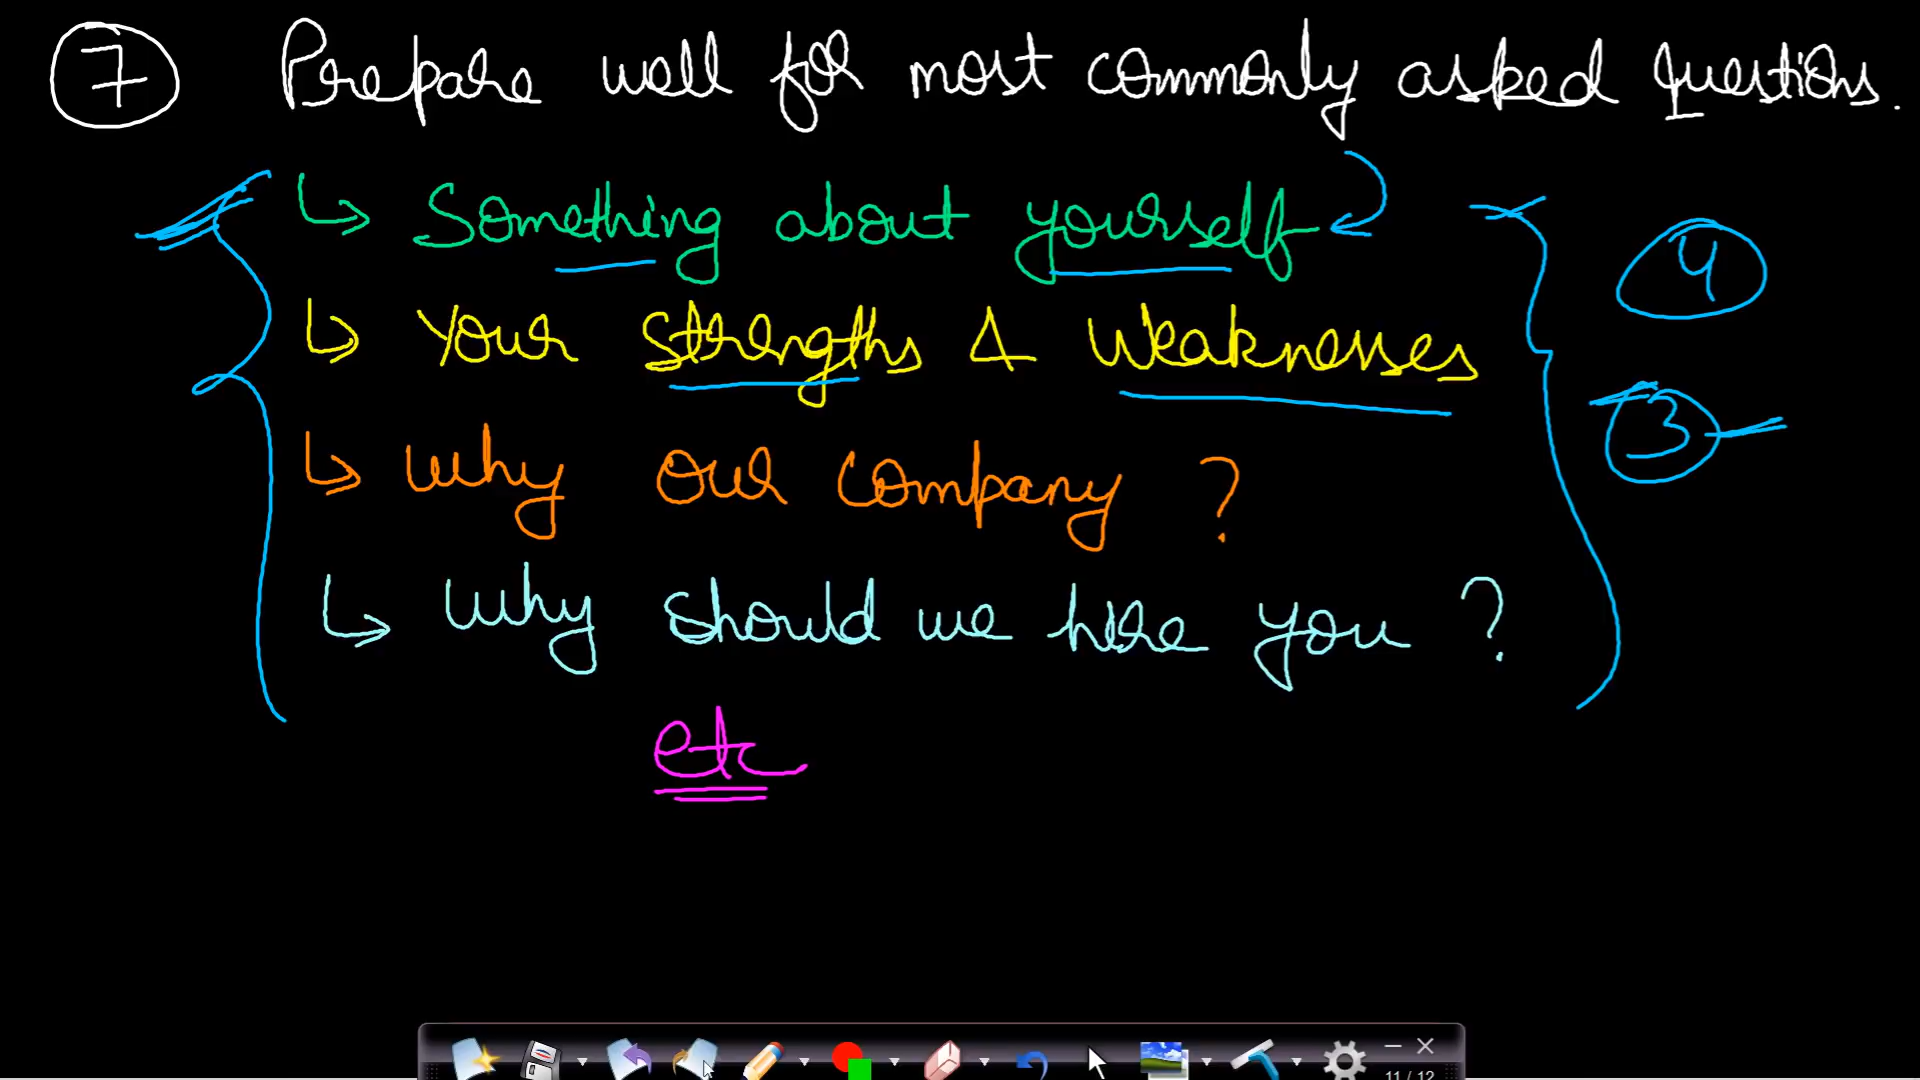 7 Prepare well for most commonly asked questions.
↳ Something about yourself
4
↳ Your strengths & Weaknesses
3
↳ Why our company ?
↳ Why should we hire you ?
etc
11 / 12